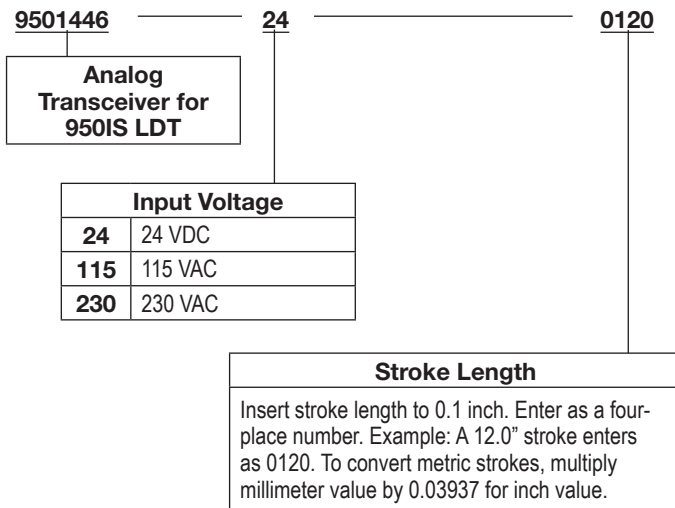 9501446 24 0120
Analog
Transceiver for
950IS LDT
Input Voltage
24 24 VDC
115 115 VAC
230 230 VAC
Stroke Length
Insert stroke length to 0.1 inch. Enter as a four-
place number. Example: A 12.0” stroke enters
as 0120. To convert metric strokes, multiply
millimeter value by 0.03937 for inch value.